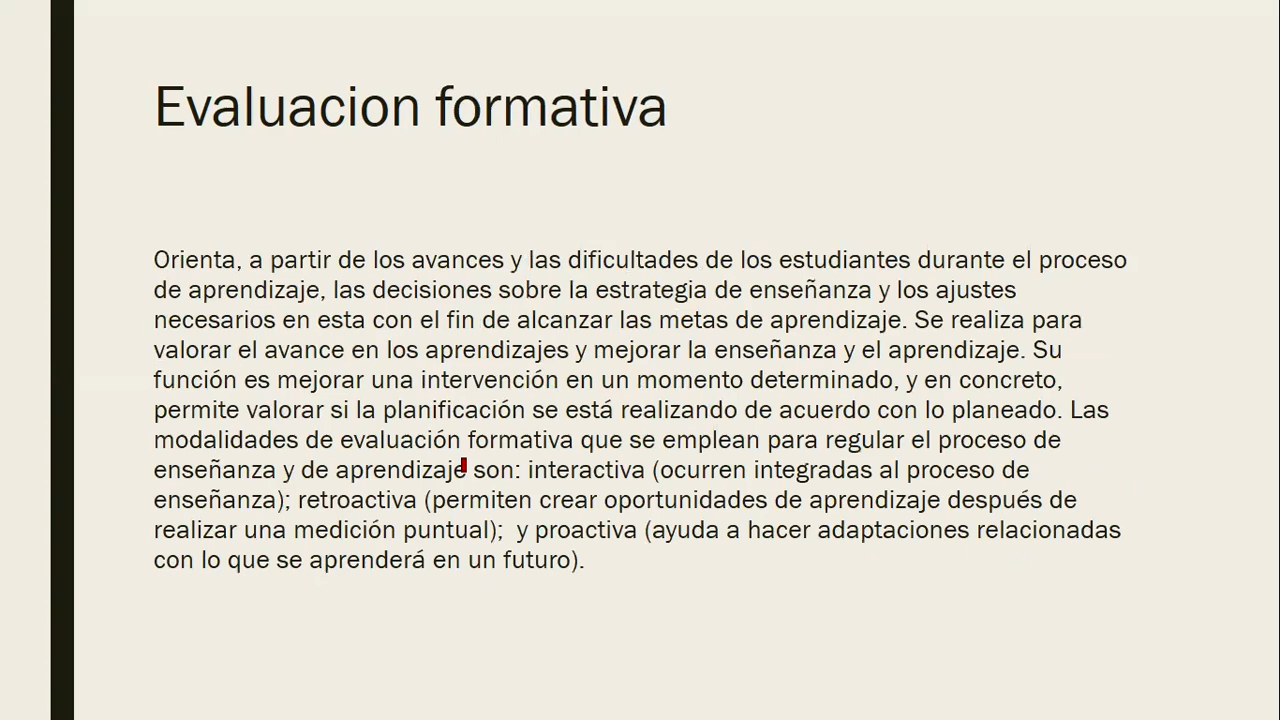 Evaluacion formativa
Orienta, a partir de los avances y las dificultades de los estudiantes durante el proceso
de aprendizaje, las decisiones sobre la estrategia de enseñanza y los ajustes
necesarios en esta con el fin de alcanzar las metas de aprendizaje. Se realiza para
valorar el avance en los aprendizajes y mejorar la enseñanza y el aprendizaje. Su
función es mejorar una intervención en un momento determinado, y en concreto,
permite valorar si la planificación se está realizando de acuerdo con lo planeado. Las
modalidades de evaluación formativa que se emplean para regular el proceso de
enseñanza y de aprendizaje son: interactiva (ocurren integradas al proceso de
enseñanza); retroactiva (permiten crear oportunidades de aprendizaje después de
realizar una medición puntual);  y proactiva (ayuda a hacer adaptaciones relacionadas
con lo que se aprenderá en un futuro).